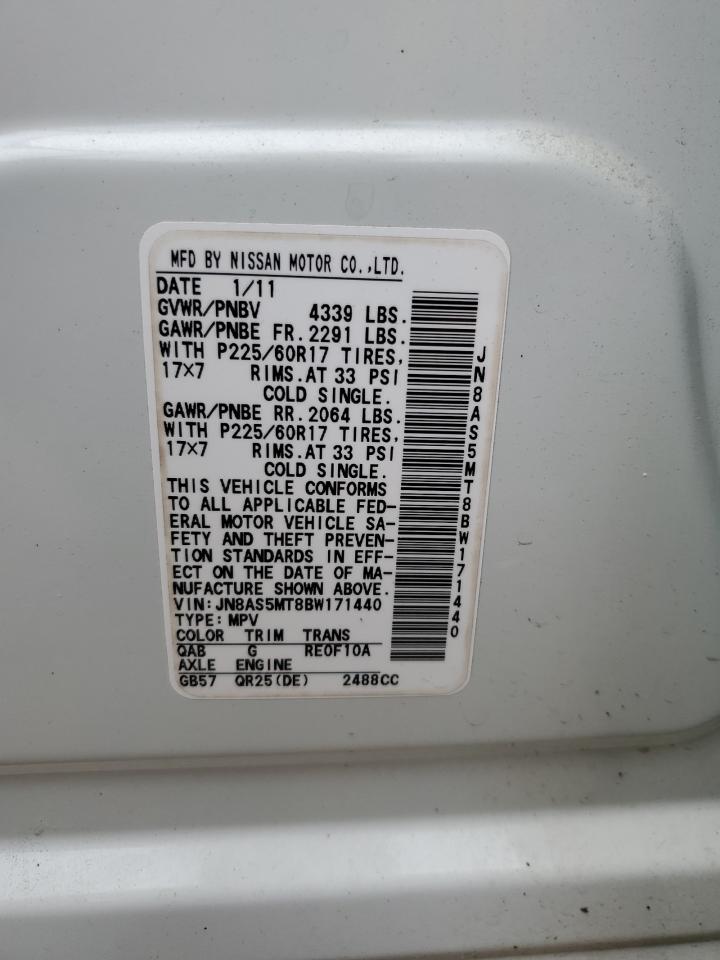 MFD BY NISSAN MOTOR CO.,LTD.
DATE 1/11
GVWR/PNBV 4339 LBS.
GAWR/PNBE FR.2291 LBS.
WITH P225/60R17 TIRES,
17×7 RIMS.AT 33 PSI
COLD SINGLE.
GAWR/PNBE RR.2064 LBS.
WITH P225/60R17 TIRES,
17×7 RIMS.AT 33 PSI
COLD SINGLE.
THIS VEHICLE CONFORMS
TO ALL APPLICABLE FED-
ERAL MOTOR VEHICLE SA-
FETY AND THEFT PREVEN-
TION STANDARDS IN EFF-
ECT ON THE DATE OF MA-
NUFACTURE SHOWN ABOVE.
VIN:JN8AS5MT8BW171440
TYPE:MPV
COLOR TRIM TRANS
QAB G RE0F10A
AXLE ENGINE
GB57 QR25(DE) 2488CC
JN8AS5MT8BW171440